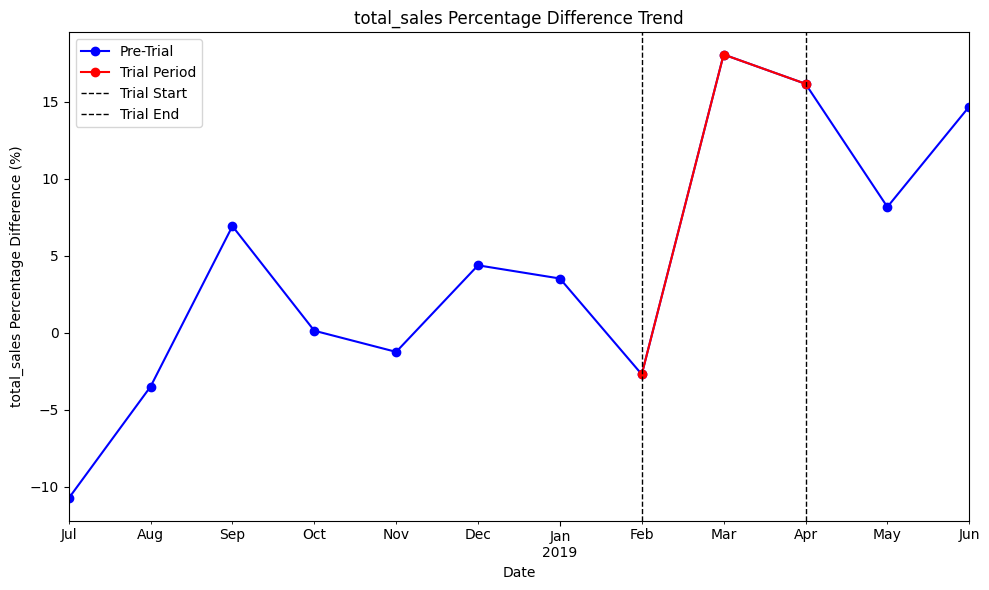 total_sales Percentage Difference Trend
Pre-Trial
Trial Period
Trial Start
Trial End
total_sales Percentage Difference (%)
15
10
5
0
−5
−10
Jul Aug Sep Oct Nov Dec Jan Feb Mar Apr May Jun
2019
Date